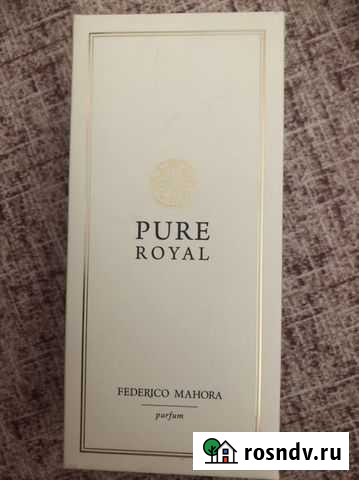 PURE
ROYAL
FEDERICO MAHORA
parfum
rosndv.ru